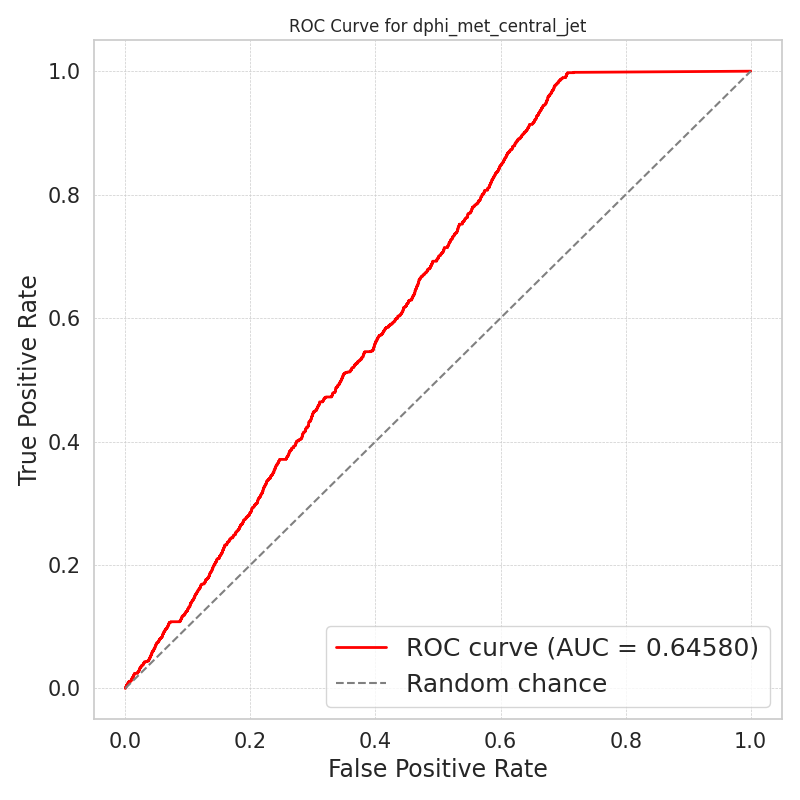 ROC Curve for dphi_met_central_jet
1.0
0.8
0.6
0.4
0.2
0.0
True Positive Rate
ROC curve (AUC = 0.64580)
Random chance
0.0 0.2 0.4 0.6 0.8 1.0
False Positive Rate